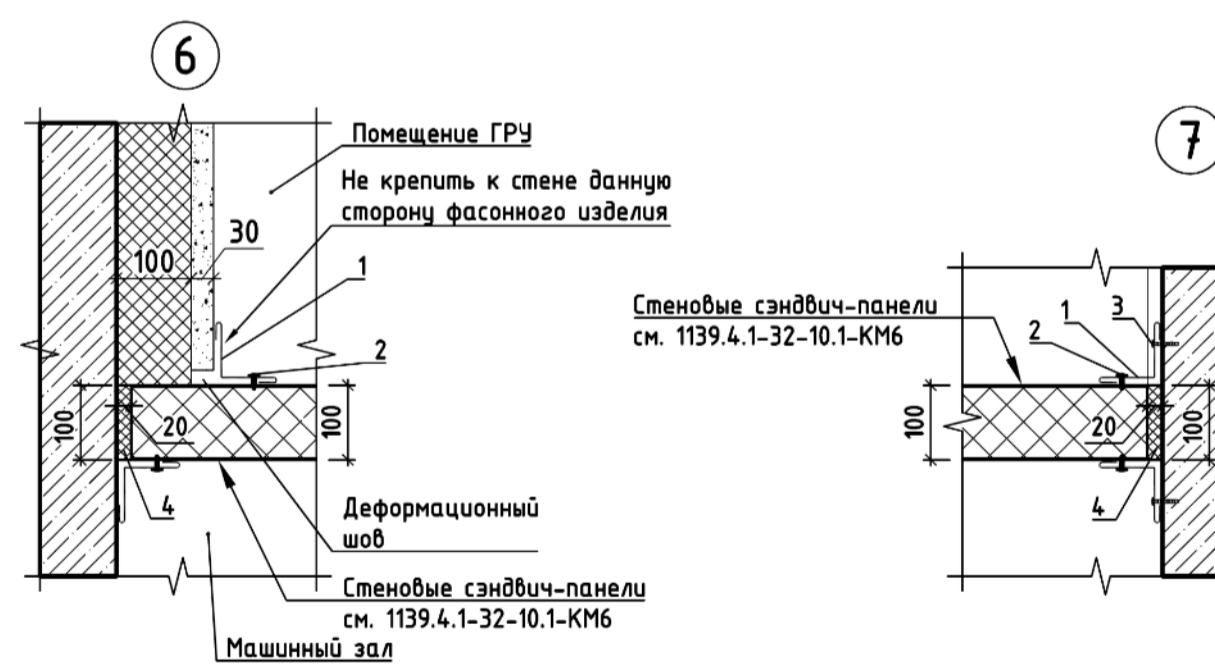 6
Помещение ГРУ
Не крепить к стене данную
сторону фасонного изделия
30
100
1
2
100
20
100
4
Деформационный
шов
Стеновые сэндвич-панели
см. 1139.4.1-32-10.1-КМ6
Машинный зал
7
Стеновые сэндвич-панели
см. 1139.4.1-32-10.1-КМ6
1
3
2
100
20
100
4